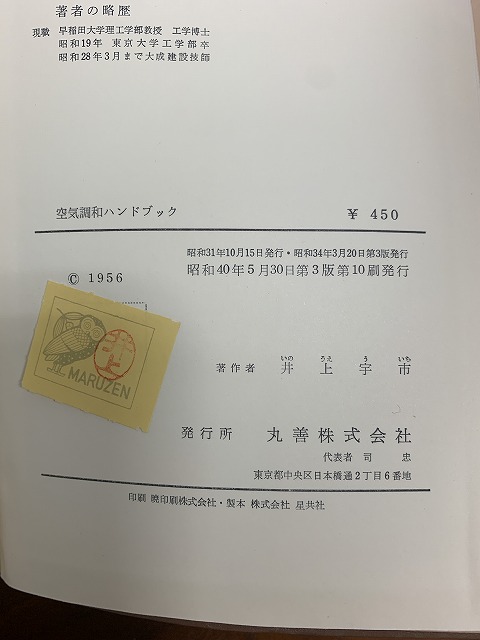 著者の略歴
現職 早稲田大学理工学部教授 工学博士
昭和19年 東京大学工学部卒
昭和28年3月まで大成建設技師
空気調和ハンドブック ¥ 450
昭和31年10月15日発行・昭和34年3月20日第3版発行
© 1956 昭和40年5月30日第3版第10刷発行
井上
MARUZEN
いの うえ う いち
著作者 井上宇市
発行所 丸善株式会社
代表者 司 忠
東京都中央区日本橋通2丁目6番地
印刷 暁印刷株式会社・製本 株式会社 星共社